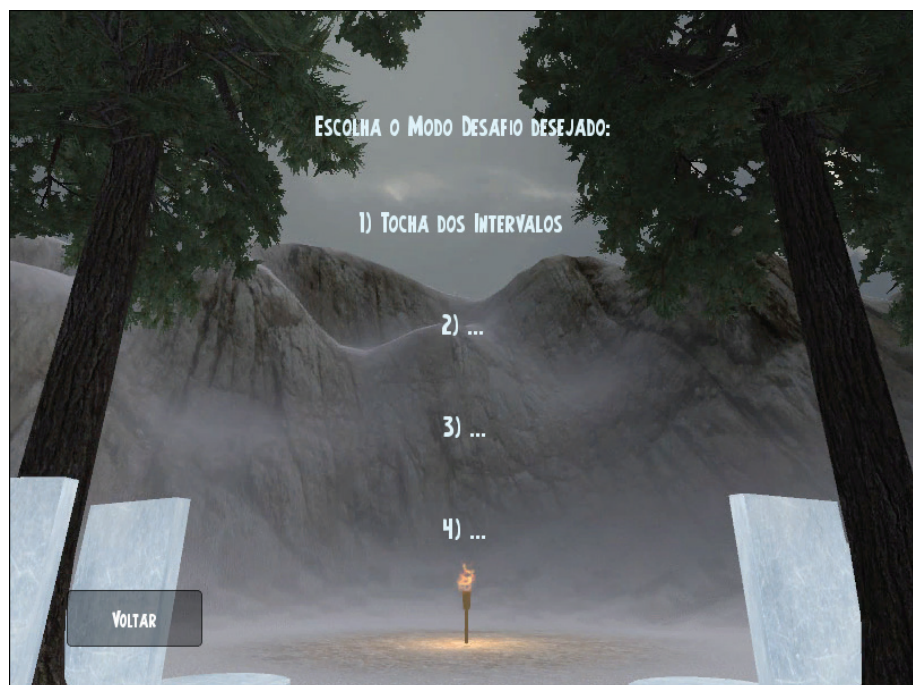 Escolha o Modo Desafio desejado:
1) Tocha dos Intervalos
2) ...
3) ...
4) ...
Voltar